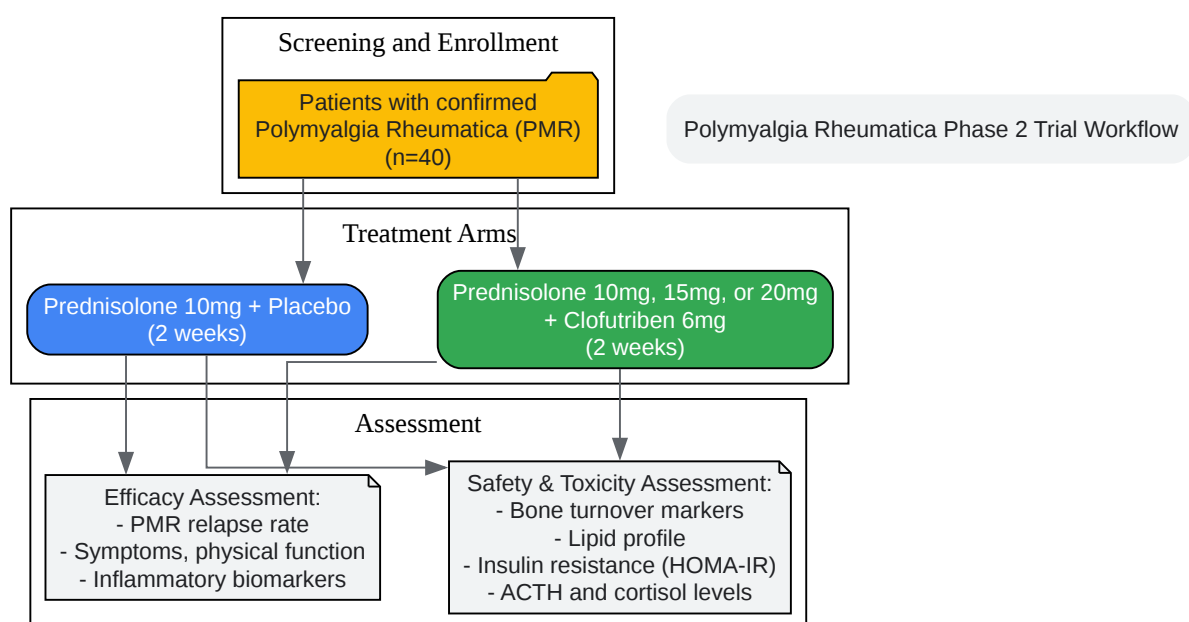 Screening and Enrollment
Patients with confirmed
Polymyalgia Rheumatica (PMR)
(n=40)
Polymyalgia Rheumatica Phase 2 Trial Workflow
Treatment Arms
Prednisolone 10mg + Placebo
(2 weeks)
Prednisolone 10mg, 15mg, or 20mg
+ Clofutriben 6mg
(2 weeks)
Assessment
Efficacy Assessment:
- PMR relapse rate
- Symptoms, physical function
- Inflammatory biomarkers
Safety & Toxicity Assessment:
- Bone turnover markers
- Lipid profile
- Insulin resistance (HOMA-IR)
- ACTH and cortisol levels